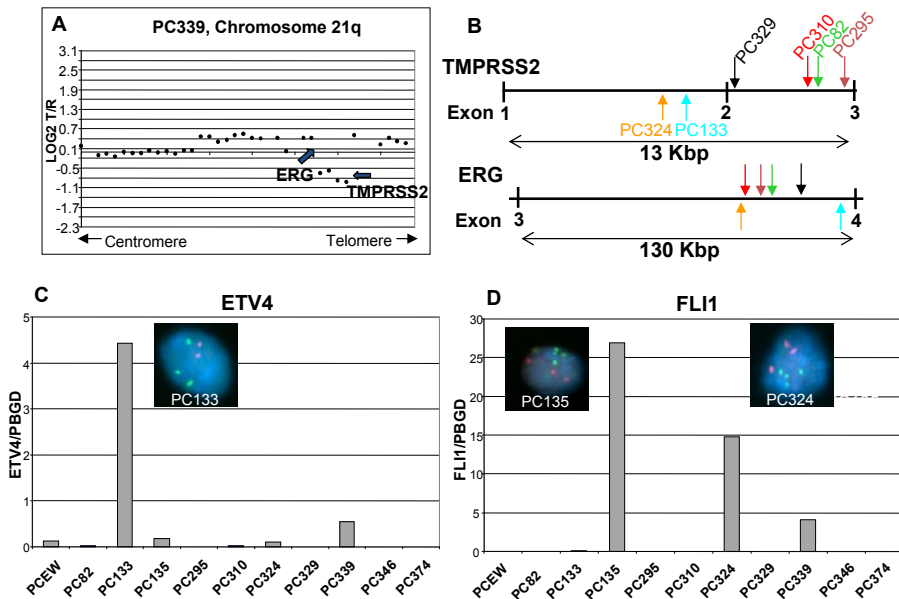 A
PC339, Chromosome 21q
LOG2 T/R
3.1
2.5
1.9
1.3
0.7
0.1
-0.5
-1.1
-1.7
-2.3
ERG
TMPRSS2
Centromere
Telomere
B
PC329
PC310
PC82
PC295
TMPRSS2
Exon
1
2
3
PC324
PC133
13 Kbp
ERG
Exon
3
4
130 Kbp
C
ETV4
ETV4/PBGD
5
4
3
2
1
0
PC133
PCEW
PC82
PC133
PC135
PC295
PC310
PC324
PC329
PC339
PC346
PC374
D
FLI1
FLI1/PBGD
30
25
20
15
10
5
0
PC135
PC324
PCEW
PC82
PC133
PC135
PC295
PC310
PC324
PC329
PC339
PC346
PC374